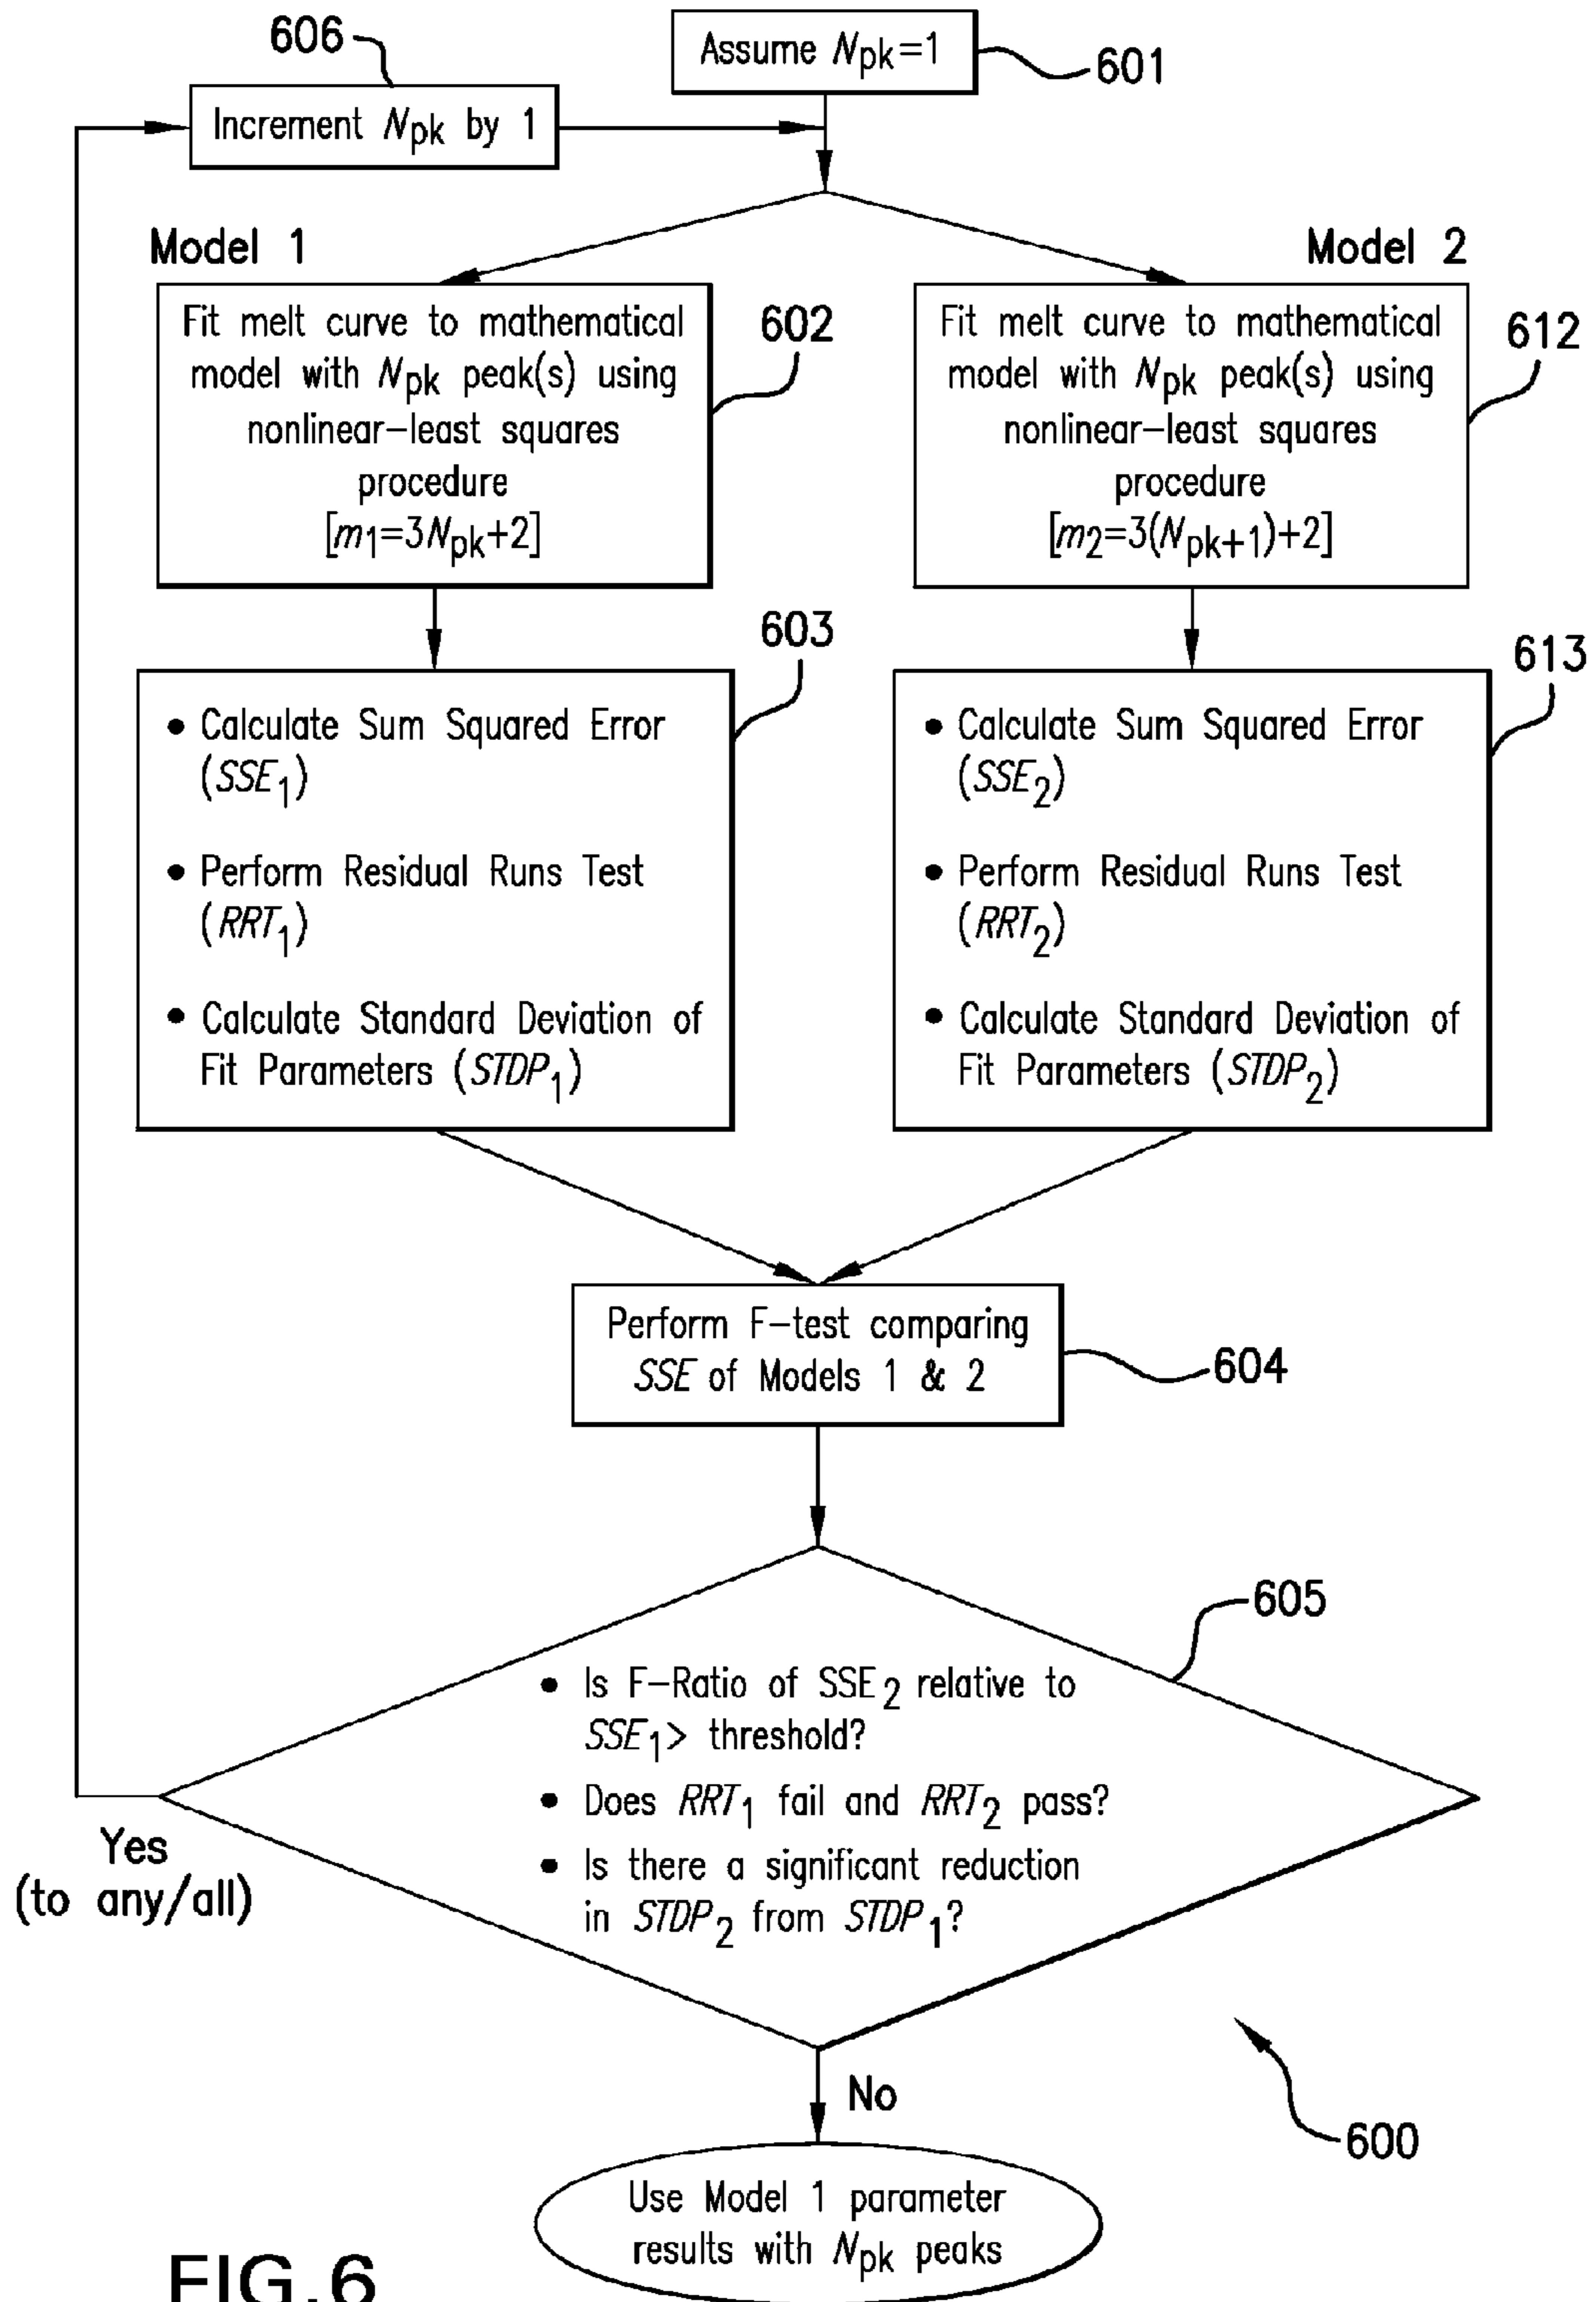 606
Assume Npk=1
601
Increment Npk by 1
Model 1
Model 2
Fit melt curve to mathematical
model with Npk peak(s) using
nonlinear-least squares
procedure
[m1=3Npk+2]
602
Fit melt curve to mathematical
model with Npk peak(s) using
nonlinear-least squares
procedure
[m2=3(Npk+1)+2]
612
603
• Calculate Sum Squared Error
(SSE1)
• Perform Residual Runs Test
(RRT1)
• Calculate Standard Deviation of
Fit Parameters (STDP1)
613
• Calculate Sum Squared Error
(SSE2)
• Perform Residual Runs Test
(RRT2)
• Calculate Standard Deviation of
Fit Parameters (STDP2)
Perform F-test comparing
SSE of Models 1 & 2
604
605
• Is F-Ratio of SSE2 relative to
SSE1> threshold?
• Does RRT1 fail and RRT2 pass?
• Is there a significant reduction
in STDP2 from STDP1?
Yes
(to any/all)
No
600
Use Model 1 parameter
results with Npk peaks
FIG.6